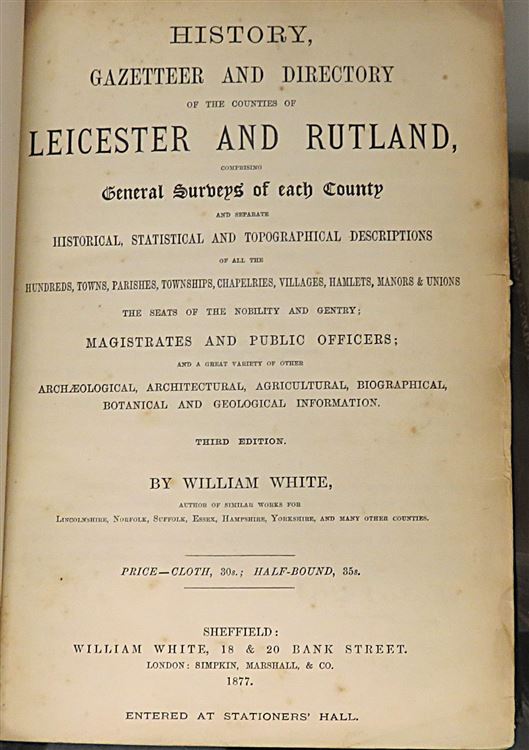 HISTORY,
GAZETTEER AND DIRECTORY
OF THE COUNTIES OF
LEICESTER AND RUTLAND,
COMPRISING
General Surveys of each County
AND SEPARATE
HISTORICAL, STATISTICAL AND TOPOGRAPHICAL DESCRIPTIONS
OF ALL THE
HUNDREDS, TOWNS, PARISHES, TOWNSHIPS, CHAPELRIES, VILLAGES, HAMLETS, MANORS & UNIONS
THE SEATS OF THE NOBILITY AND GENTRY;
MAGISTRATES AND PUBLIC OFFICERS;
AND A GREAT VARIETY OF OTHER
ARCHÆOLOGICAL, ARCHITECTURAL, AGRICULTURAL, BIOGRAPHICAL,
BOTANICAL AND GEOLOGICAL INFORMATION.
THIRD EDITION.
BY WILLIAM WHITE,
AUTHOR OF SIMILAR WORKS FOR
LINCOLNSHIRE, NORFOLK, SUFFOLK, ESSEX, HAMPSHIRE, YORKSHIRE, AND MANY OTHER COUNTIES.
PRICE—CLOTH, 30s.; HALF-BOUND, 35s.
SHEFFIELD:
WILLIAM WHITE, 18 & 20 BANK STREET.
LONDON: SIMPKIN, MARSHALL, & CO.
1877.
ENTERED AT STATIONERS' HALL.